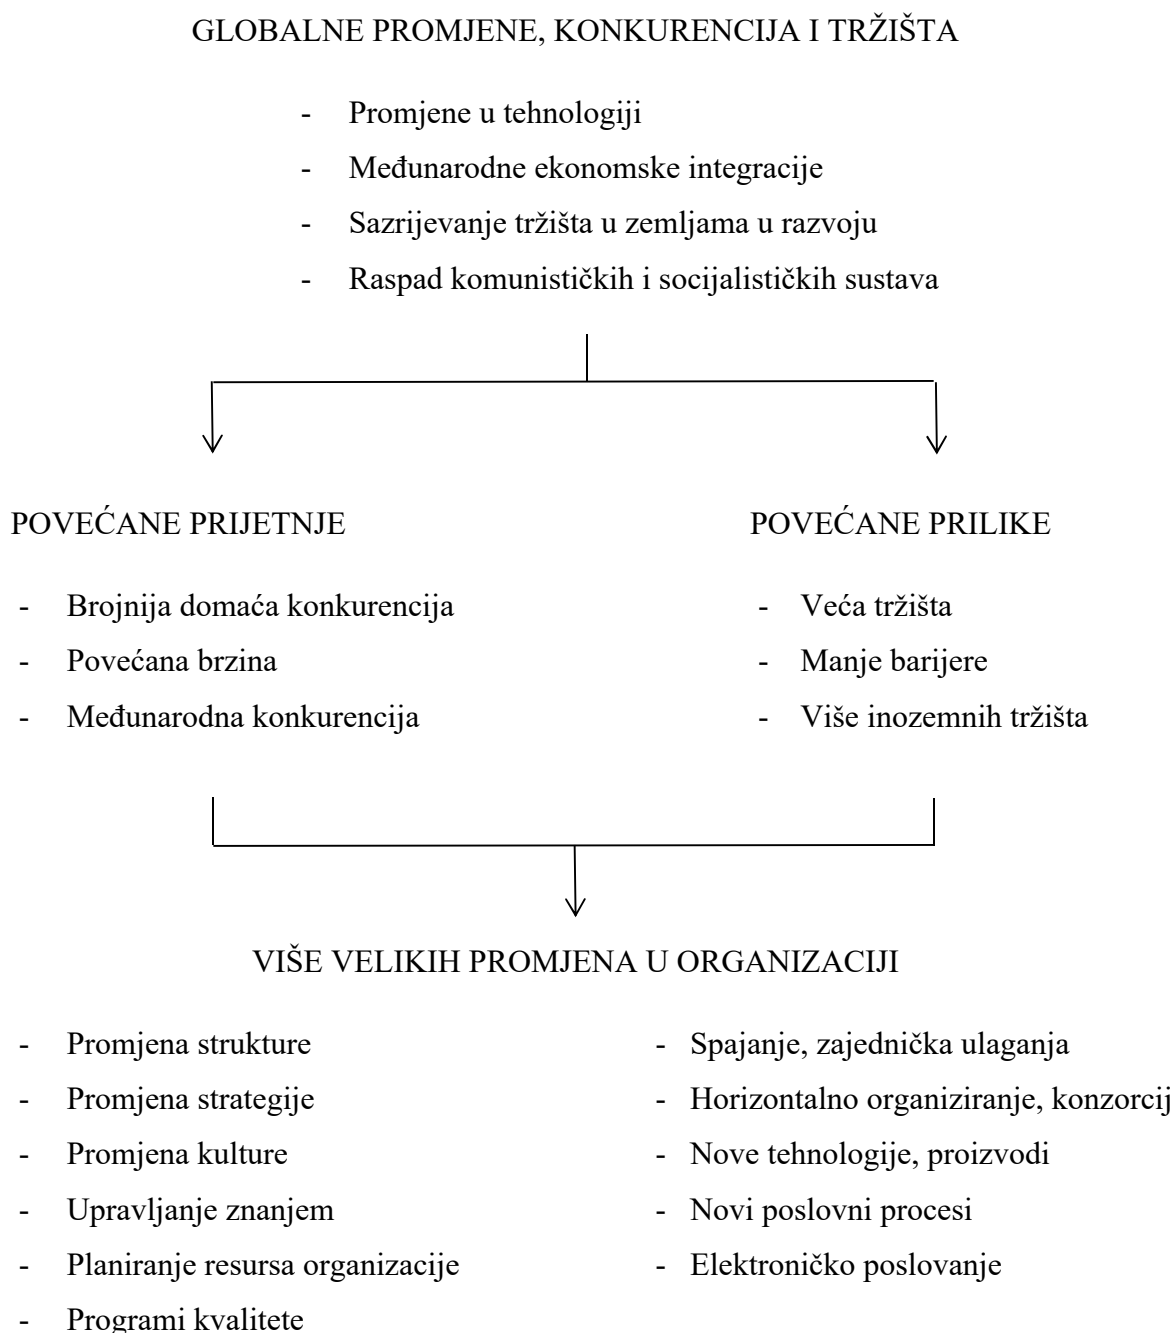 GLOBALNE PROMJENE, KONKURENCIJA I TRŽIŠTA
- Promjene u tehnologiji
- Međunarodne ekonomske integracije
- Sazrijevanje tržišta u zemljama u razvoju
- Raspad komunističkih i socijalističkih sustava
POVEĆANE PRIJETNJE
- Brojnija domaća konkurencija
- Povećana brzina
- Međunarodna konkurencija
POVEĆANE PRILIKE
- Veća tržišta
- Manje barijere
- Više inozemnih tržišta
VIŠE VELIKIH PROMJENA U ORGANIZACIJI
- Promjena strukture
- Promjena strategije
- Promjena kulture
- Upravljanje znanjem
- Planiranje resursa organizacije
- Programi kvalitete
- Spajanje, zajednička ulaganja
- Horizontalno organiziranje, konzorcij
- Nove tehnologije, proizvodi
- Novi poslovni procesi
- Elektroničko poslovanje